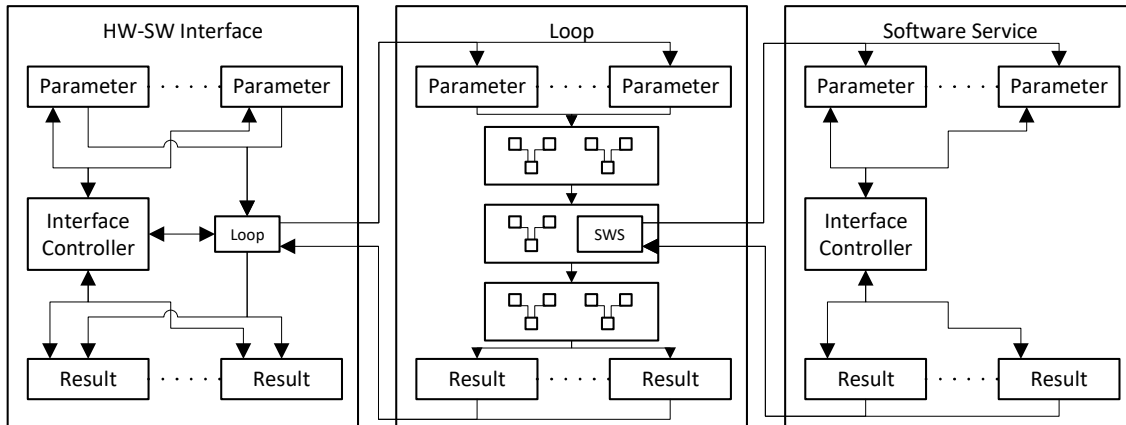 HW-SW Interface
Parameter · · · · · · Parameter
Interface
Controller
Loop
Result · · · · · · Result
Loop
Parameter · · · · · · Parameter
SWS
Result · · · · · · Result
Software Service
Parameter · · · · · · Parameter
Interface
Controller
Result · · · · · · Result